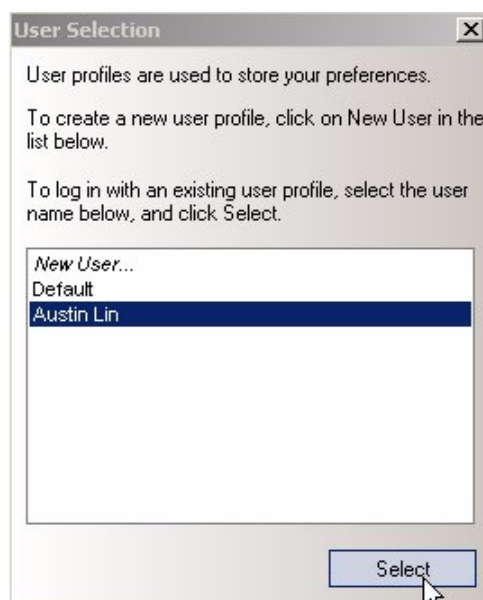 User Selection
User profiles are used to store your preferences.
To create a new user profile, click on New User in the
list below.
To log in with an existing user profile, select the user
name below, and click Select.
New User...
Default
Austin Lin
Select